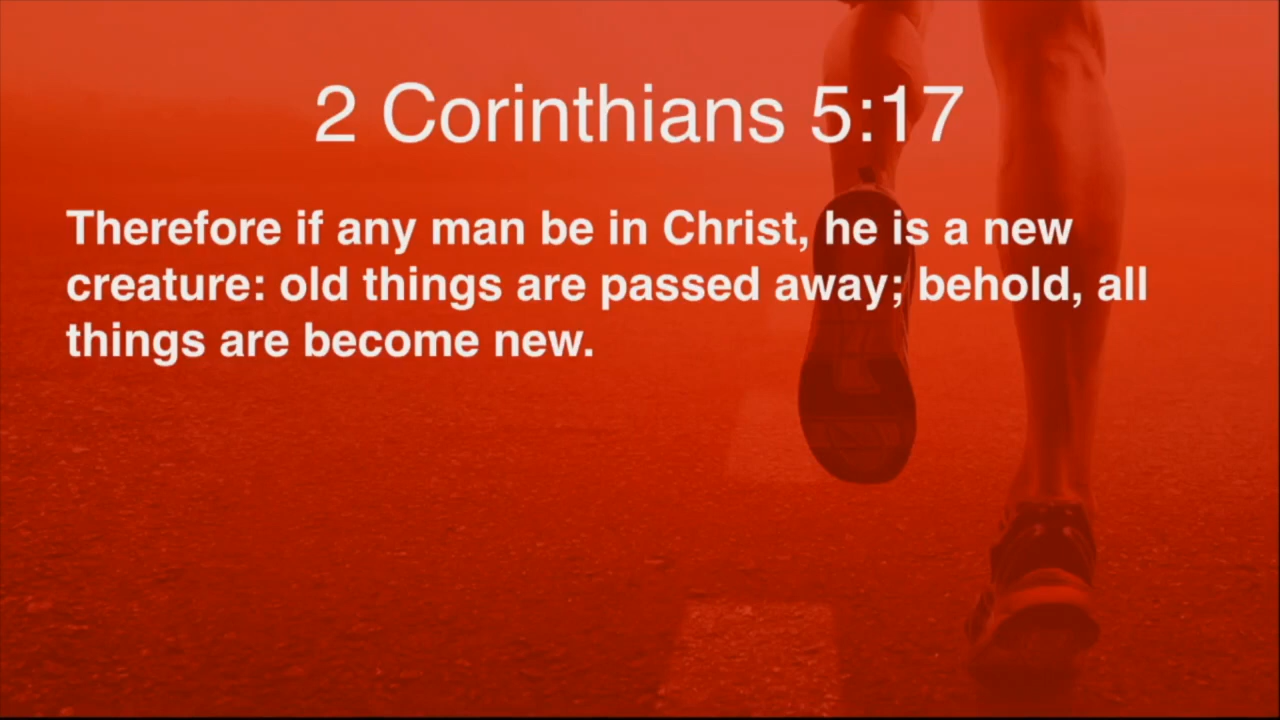 2 Corinthians 5:17
Therefore if any man be in Christ, he is a new
creature: old things are passed away; behold, all
things are become new.